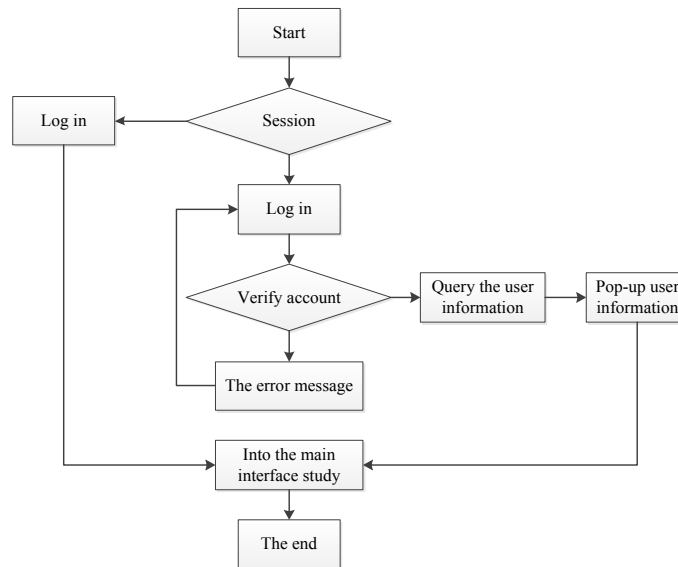 Start
Log in
Session
Log in
Verify account
Query the user
information
Pop-up user
information
The error message
Into the main
interface study
The end